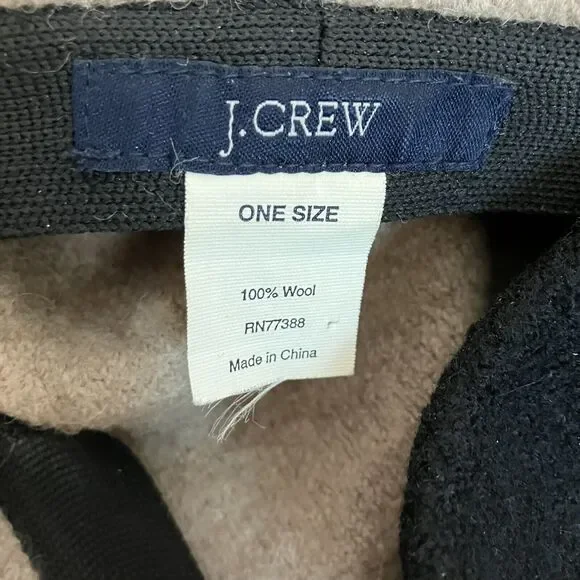 J.CREW
ONE SIZE
100% Wool
RN77388
Made in China